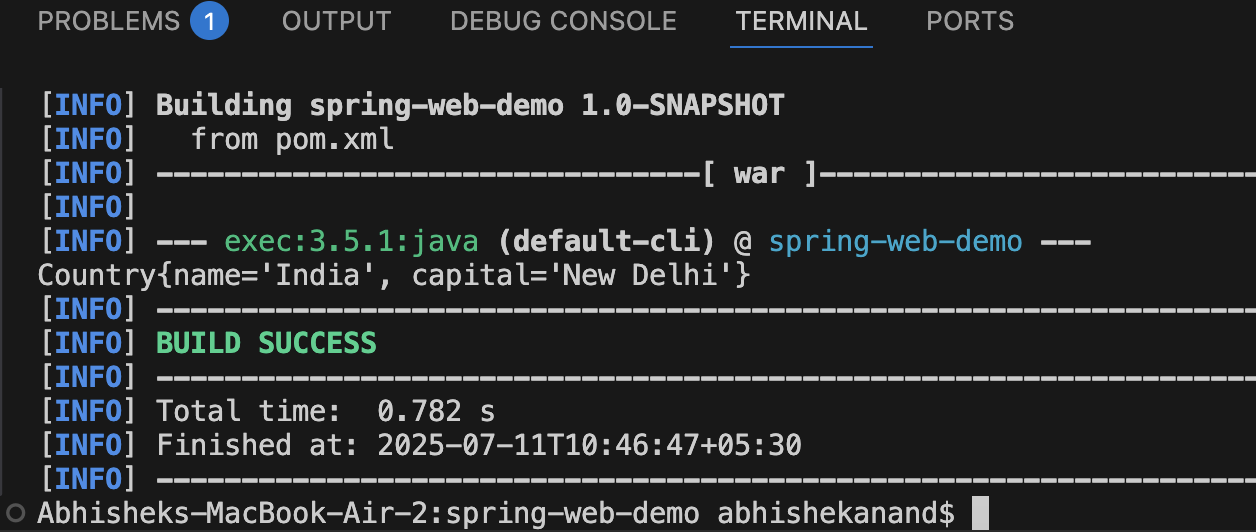 PROBLEMS 1 OUTPUT DEBUG CONSOLE TERMINAL PORTS
[INFO] Building spring-web-demo 1.0-SNAPSHOT
[INFO]   from pom.xml
[INFO] --------------------------------[ war ]--------------------------
[INFO]
[INFO] --- exec:3.5.1:java (default-cli) @ spring-web-demo ---
Country{name='India', capital='New Delhi'}
[INFO] -----------------------------------------------------------------
[INFO] BUILD SUCCESS
[INFO] -----------------------------------------------------------------
[INFO] Total time:  0.782 s
[INFO] Finished at: 2025-07-11T10:46:47+05:30
[INFO] -----------------------------------------------------------------
Abhisheks-MacBook-Air-2:spring-web-demo abhishekanand$